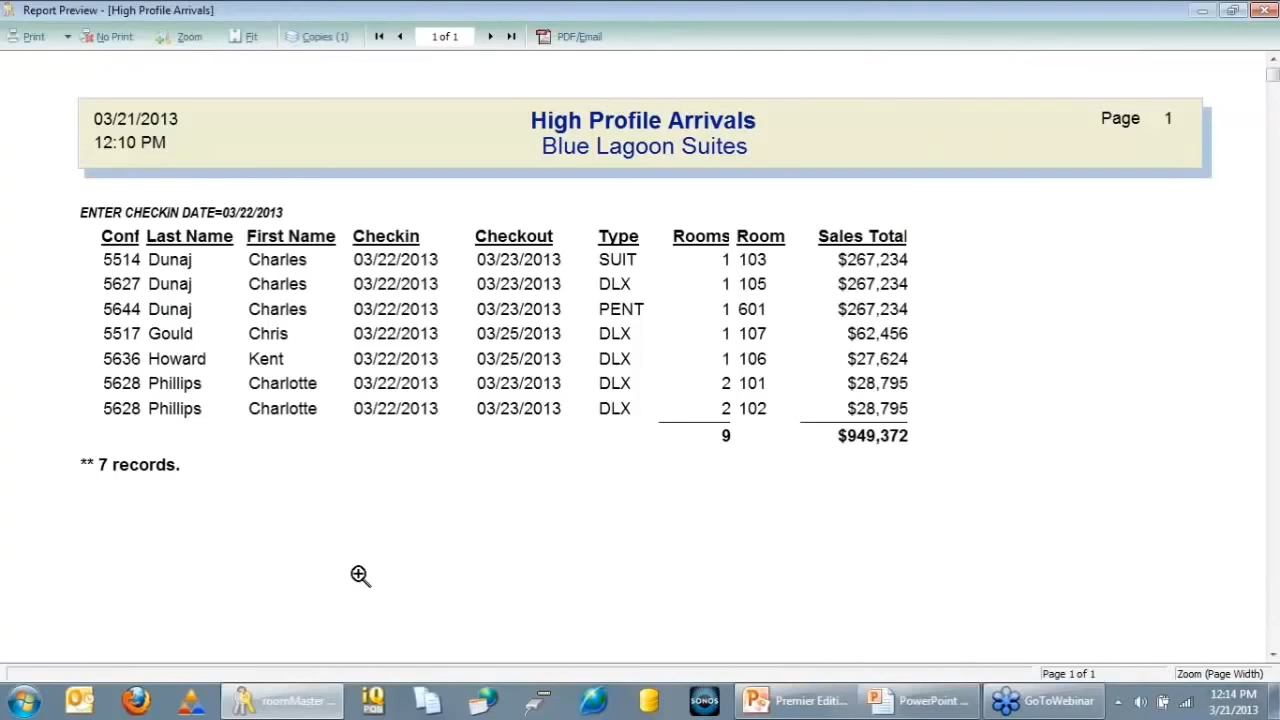 Report Preview - [High Profile Arrivals]
Print No Print Zoom Fit Copies (1) 1 of 1 PDF/Email
03/21/2013 High Profile Arrivals Page 1
12:10 PM Blue Lagoon Suites
ENTER CHECKIN DATE=03/22/2013
Conf Last Name First Name Checkin Checkout Type Rooms Room Sales Total
5514 Dunaj Charles 03/22/2013 03/23/2013 SUIT 1 103 $267,234
5627 Dunaj Charles 03/22/2013 03/23/2013 DLX 1 105 $267,234
5644 Dunaj Charles 03/22/2013 03/23/2013 PENT 1 601 $267,234
5517 Gould Chris 03/22/2013 03/25/2013 DLX 1 107 $62,456
5636 Howard Kent 03/22/2013 03/25/2013 DLX 1 106 $27,624
5628 Phillips Charlotte 03/22/2013 03/23/2013 DLX 2 101 $28,795
5628 Phillips Charlotte 03/22/2013 03/23/2013 DLX 2 102 $28,795
9 $949,372
** 7 records.
Page 1 of 1 Zoom (Page Width)
roomMaster ... iQ POS SONOS Premier Editi... PowerPoint ... GoToWebinar 12:14 PM
3/21/2013